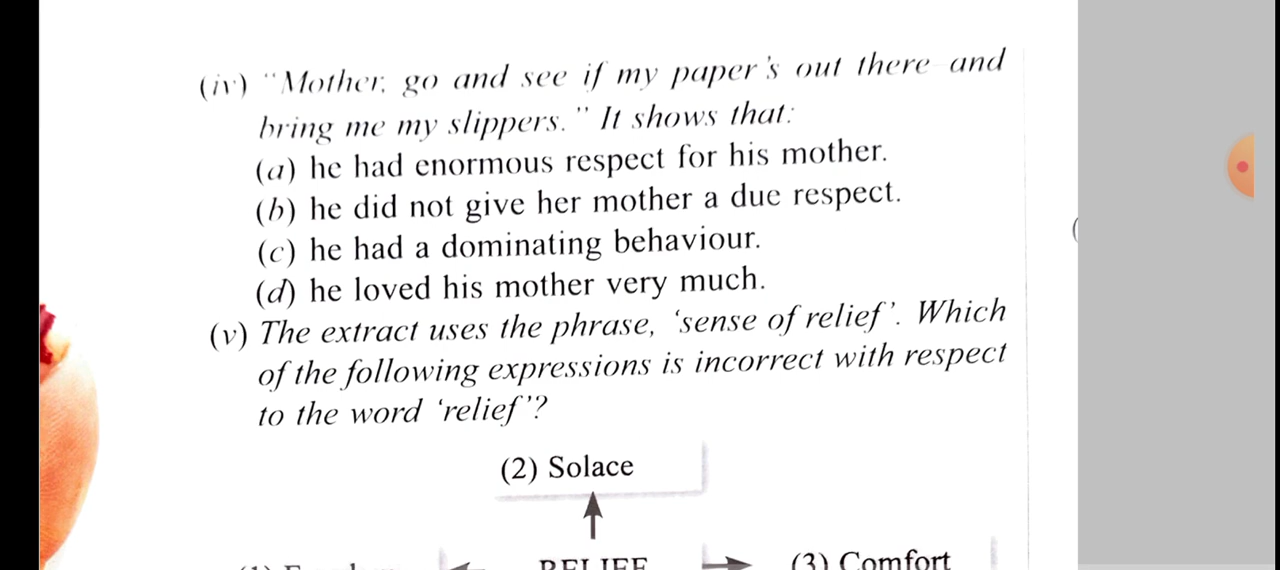 (iv) "Mother, go and see if my paper's out there and
bring me my slippers." It shows that:
(a) he had enormous respect for his mother.
(b) he did not give her mother a due respect.
(c) he had a dominating behaviour.
(d) he loved his mother very much.
(v) The extract uses the phrase, 'sense of relief'. Which
of the following expressions is incorrect with respect
to the word 'relief'?
(2) Solace
RELIEF (3) Comfort